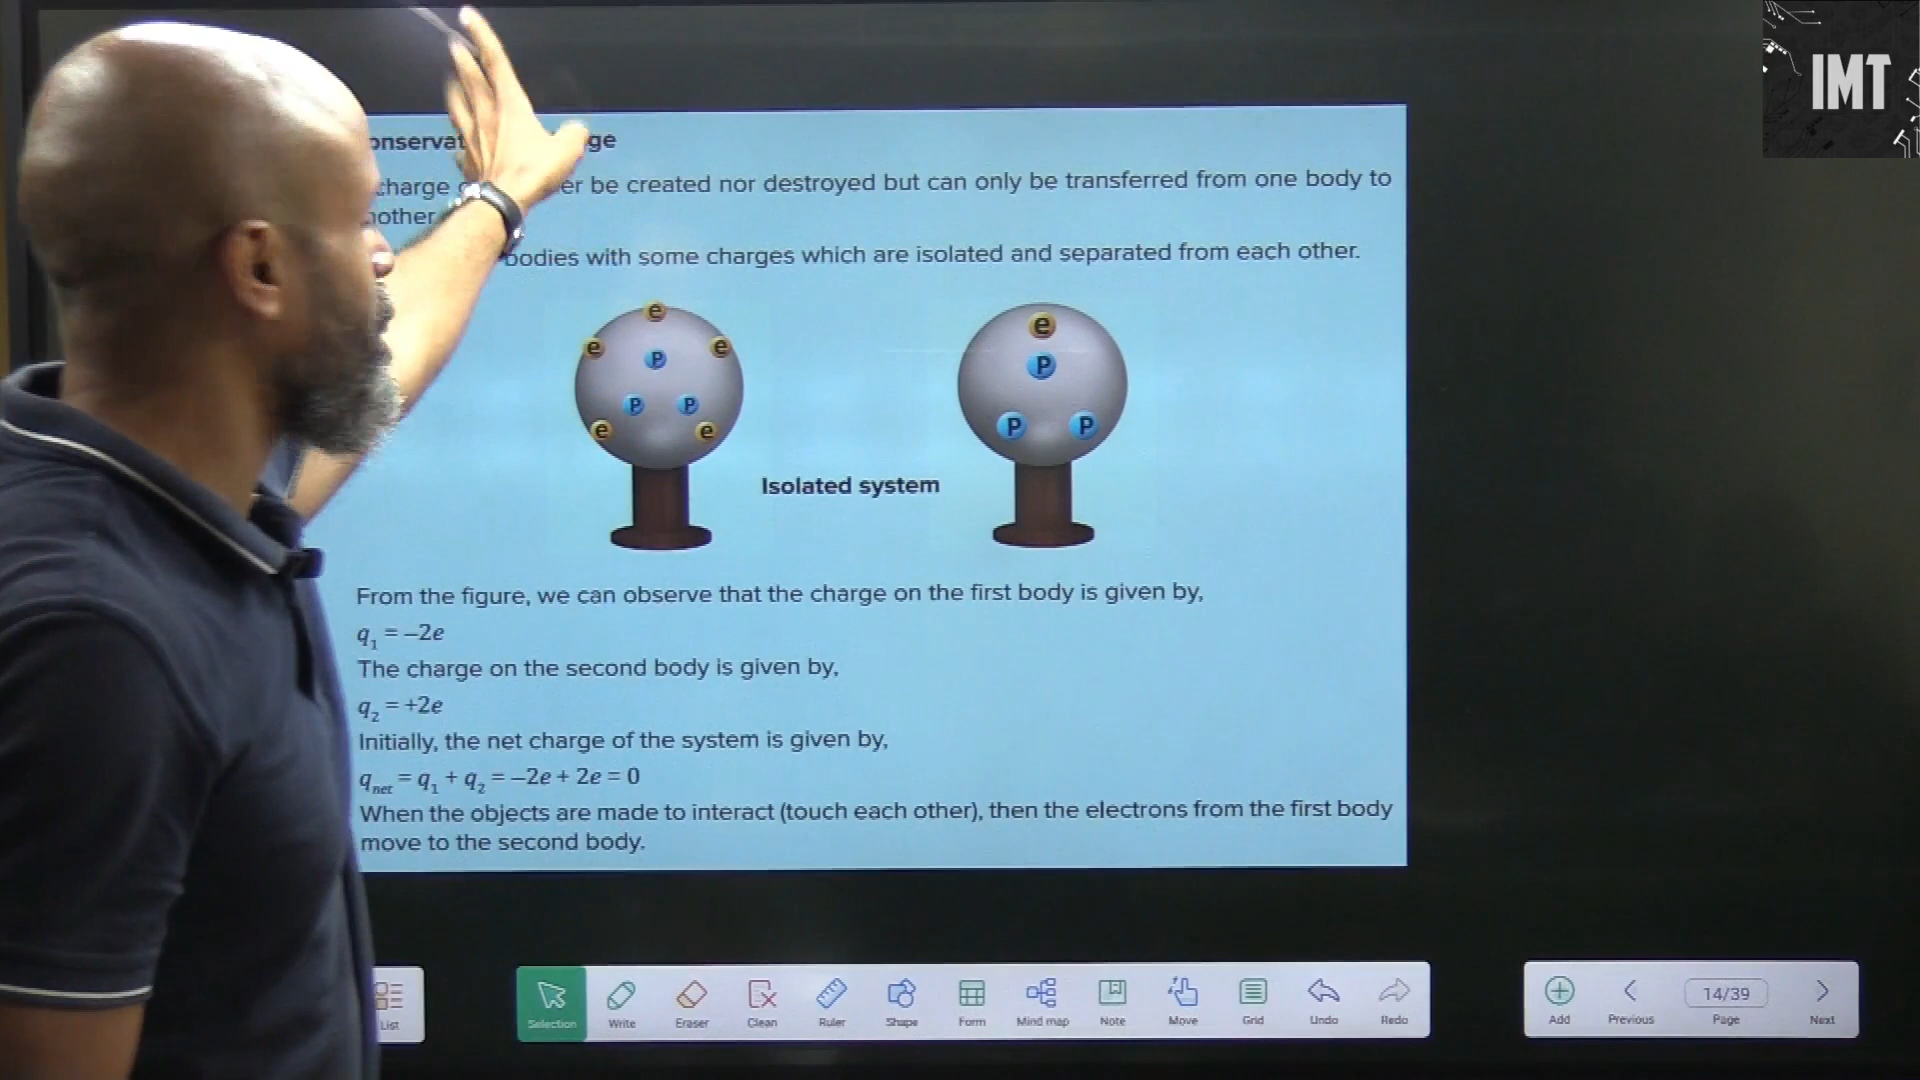 IMT
charge
er be created nor destroyed but can only be transferred from one body to
bodies with some charges which are isolated and separated from each other.
e
e e e
P P
P P P P
e e
Isolated system
From the figure, we can observe that the charge on the first body is given by,
q₁ = –2e
The charge on the second body is given by,
q₂ = +2e
Initially, the net charge of the system is given by,
qnet = q₁ + q₂ = –2e + 2e = 0
When the objects are made to interact (touch each other), then the electrons from the first body
move to the second body.
List
Selection Write Eraser Clean Ruler Shape Form Mind map Note Move Grid Undo Redo
Add Previous 14/39 Page Next